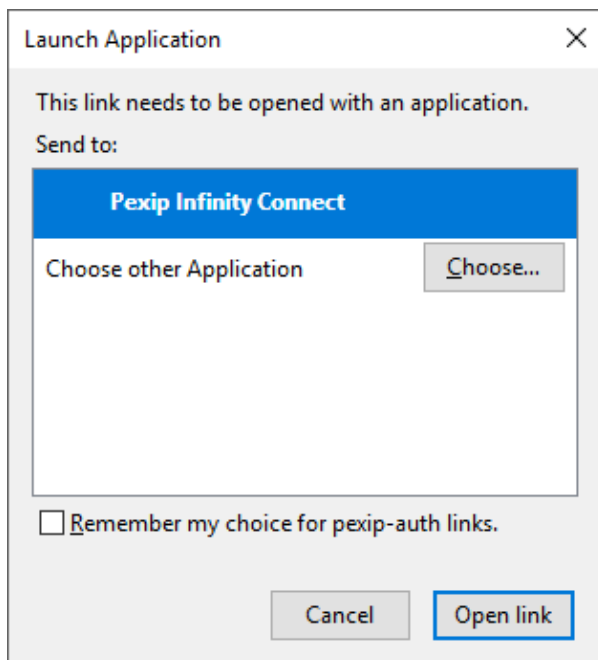 Launch Application
This link needs to be opened with an application.
Send to:
Pexip Infinity Connect
Choose other Application
Choose...
Remember my choice for pexip-auth links.
Cancel
Open link